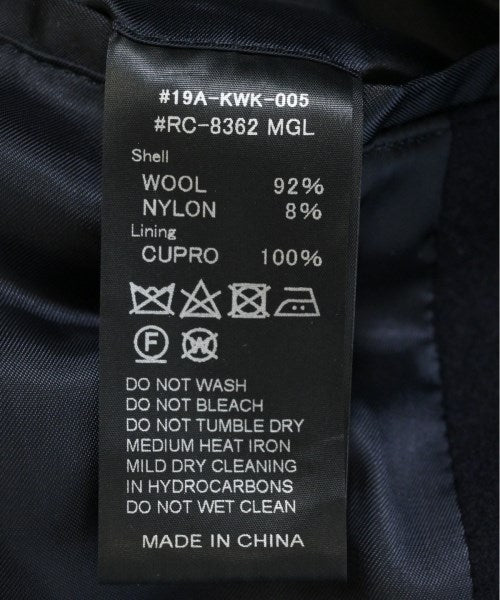 #19A-KWK-005
#RC-8362 MGL
Shell
WOOL 92%
NYLON 8%
Lining
CUPRO 100%
F W
DO NOT WASH
DO NOT BLEACH
DO NOT TUMBLE DRY
MEDIUM HEAT IRON
MILD DRY CLEANING
IN HYDROCARBONS
DO NOT WET CLEAN
MADE IN CHINA